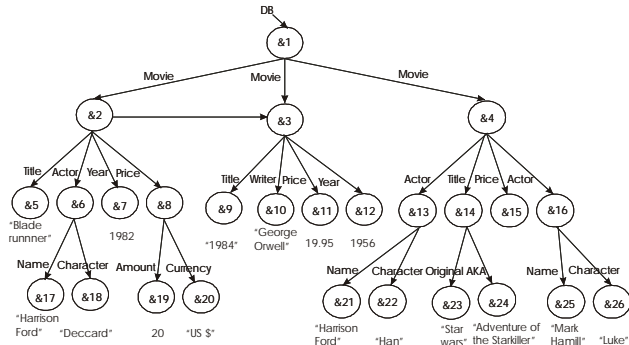 DB
&1
Movie Movie Movie
&2 &3 &4
Title Actor Year Price Title Writer Price Year Actor Title Price Actor
&5 &6 &7 &8 &9 &10 &11 &12 &13 &14 &15 &16
"Blade runnner" 1982 "1984" "George Orwell" 19.95 1956
Name Character Amount Currency Name Character Original AKA Name Character
&17 &18 &19 &20 &21 &22 &23 &24 &25 &26
"Harrison Ford" "Deccard" 20 "US $" "Harrison Ford" "Han" "Star wars" "Adventure of the Starkiller" "Mark Hamill" "Luke"